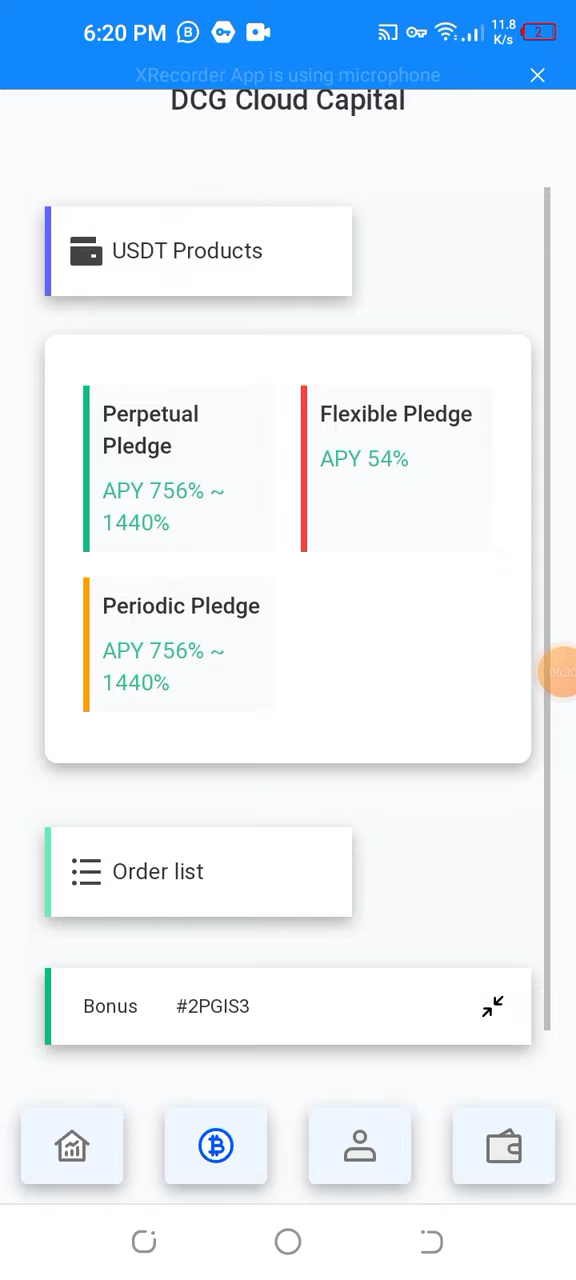 6:20 PM
11.8
K/s
2
XRecorder App is using microphone
DCG Cloud Capital
USDT Products
Perpetual
Pledge
APY 756% ~
1440%
Flexible Pledge
APY 54%
Periodic Pledge
APY 756% ~
1440%
Order list
Bonus #2PGIS3